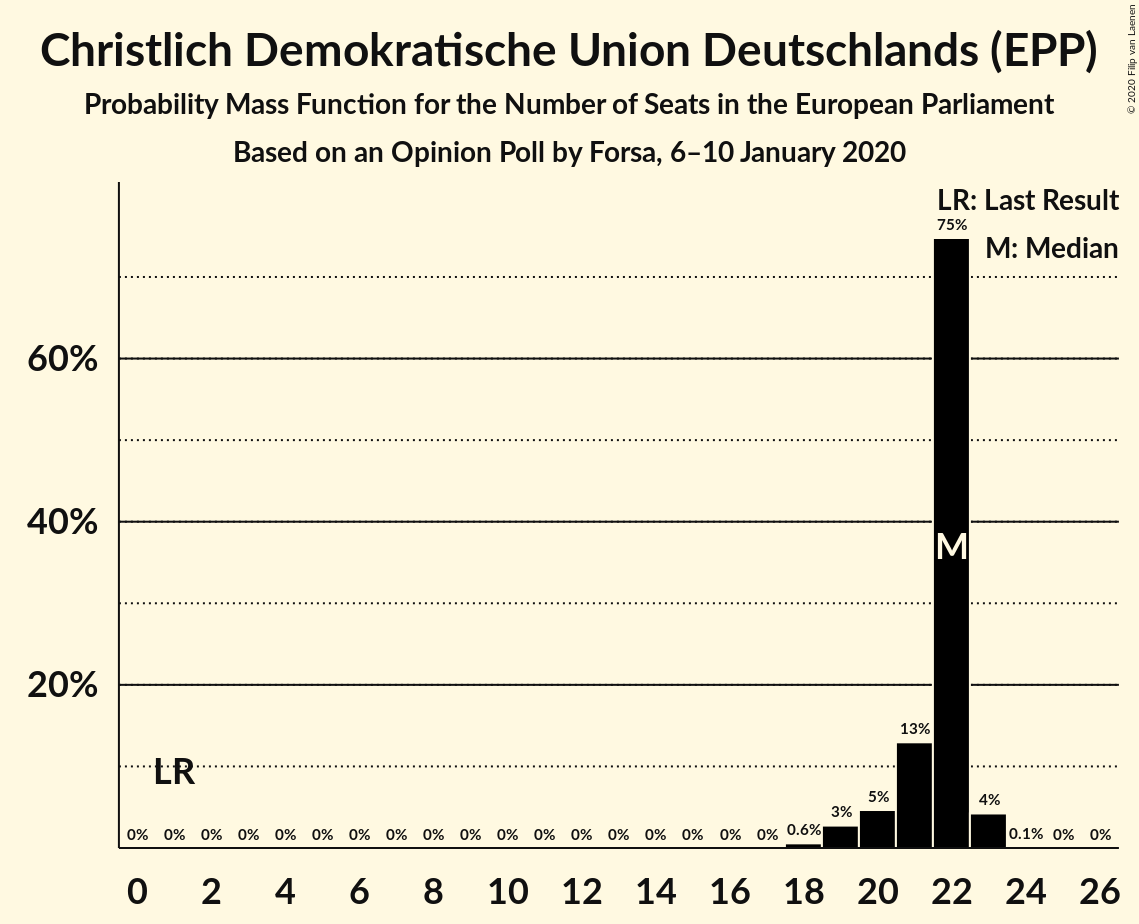 Christlich Demokratische Union Deutschlands (EPP)
Probability Mass Function for the Number of Seats in the European Parliament
Based on an Opinion Poll by Forsa, 6–10 January 2020
© 2020 Filip van Laenen
LR: Last Result
75%
M: Median
60%
40%
M
20%
13%
LR
5%
4%
3%
0% 0% 0% 0% 0% 0% 0% 0% 0% 0% 0% 0% 0% 0% 0% 0% 0% 0% 0.6% 0.1% 0% 0%
0 2 4 6 8 10 12 14 16 18 20 22 24 26